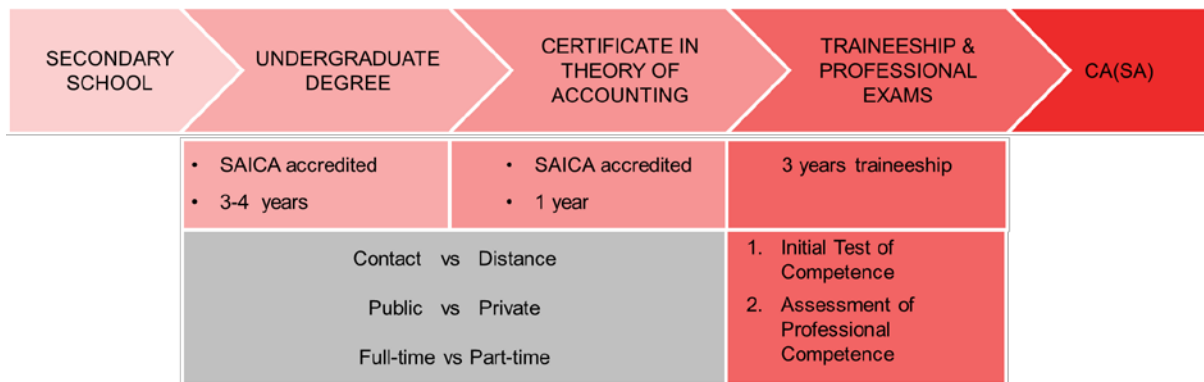 SECONDARY
SCHOOL
UNDERGRADUATE
DEGREE
CERTIFICATE IN
THEORY OF
ACCOUNTING
TRAINEESHIP &
PROFESSIONAL
EXAMS
CA(SA)
• SAICA accredited
• 3-4 years
• SAICA accredited
• 1 year
3 years traineeship
Contact vs Distance
Public vs Private
Full-time vs Part-time
1. Initial Test of
Competence
2. Assessment of
Professional
Competence